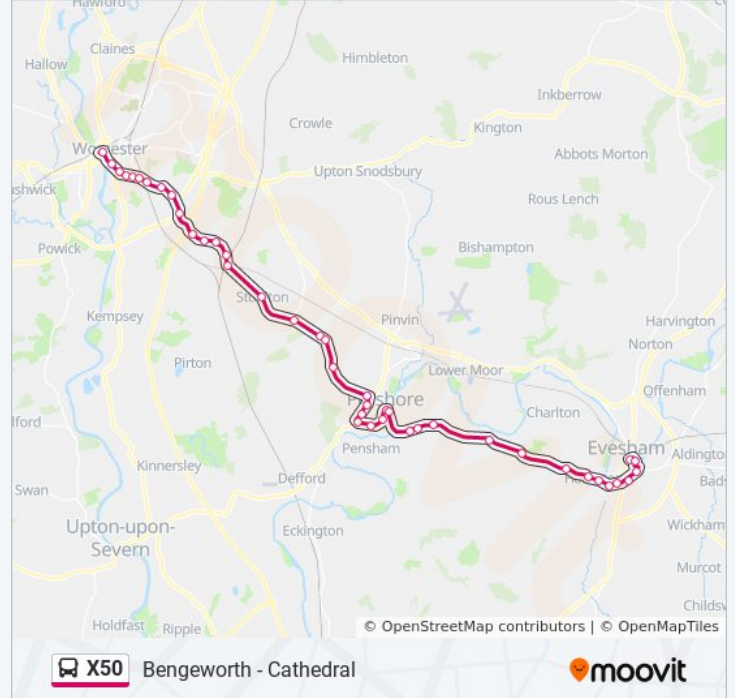 Hawford
Claines
Hallow
Himbleton
Inkberrow
Crowle
Kington
Abbots Morton
Upton Snodsbury
Rous Lench
Powick
Bishampton
Kempsey
Pinvin
Harvington
Norton
Pirton
Lower Moor
Offenham
Charlton
Evesham
Pensham
Kinnersley
Defford
Swan
Upton-upon-
Severn
Eckington
Wickham
Murcot
Holdfast
Ripple
© OpenStreetMap contributors | © OpenMapTiles
X50 Bengeworth - Cathedral
moovit